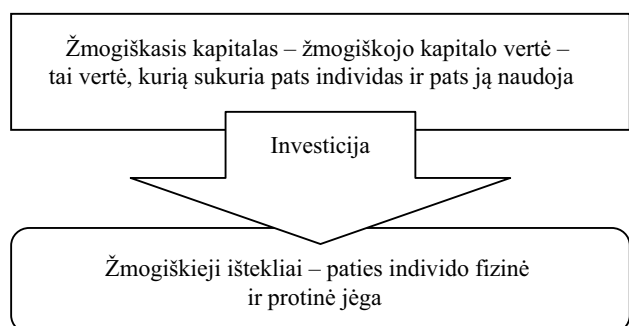 Žmogiškasis kapitalas – žmogiškojo kapitalo vertė –
tai vertė, kurią sukuria pats individas ir pats ją naudoja
Investicija
Žmogiškieji ištekliai – paties individo fizinė
ir protinė jėga